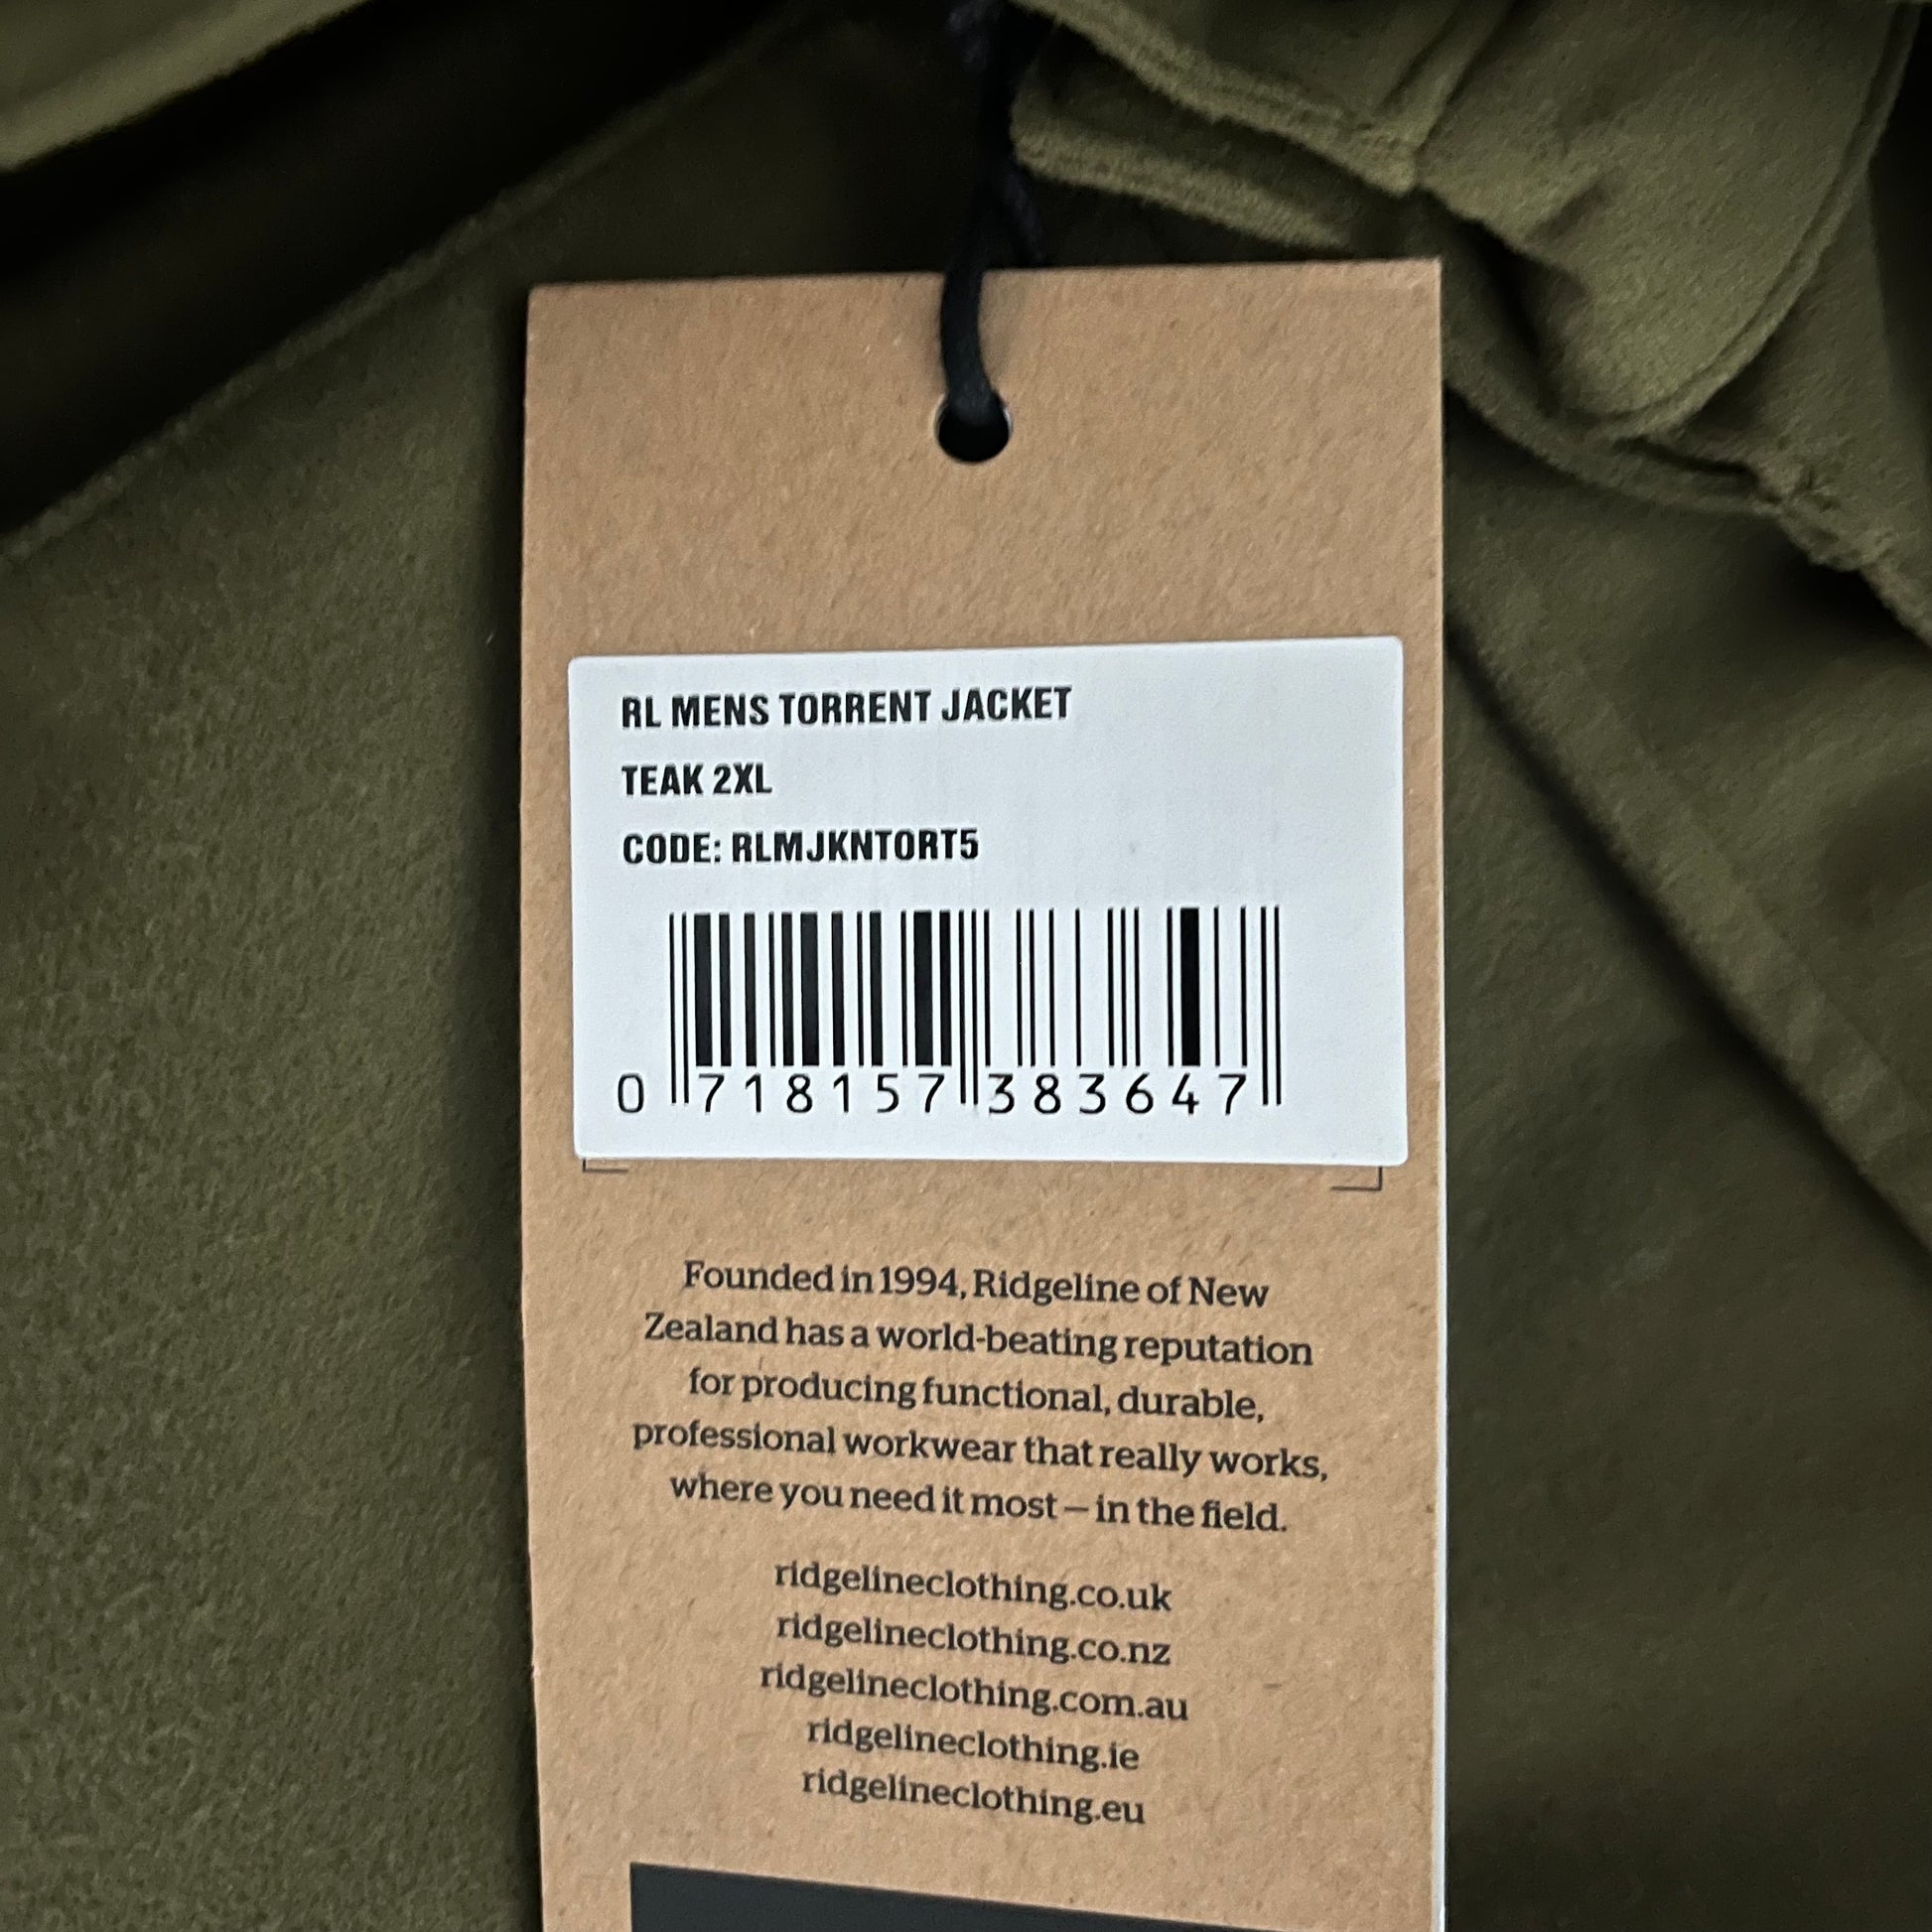 RL MENS TORRENT JACKET
TEAK 2XL
CODE: RLMJKNTORT5
0 718157 383647
Founded in 1994, Ridgeline of New
Zealand has a world-beating reputation
for producing functional, durable,
professional workwear that really works,
where you need it most – in the field.
ridgelineclothing.co.uk
ridgelineclothing.co.nz
ridgelineclothing.com.au
ridgelineclothing.ie
ridgelineclothing.eu